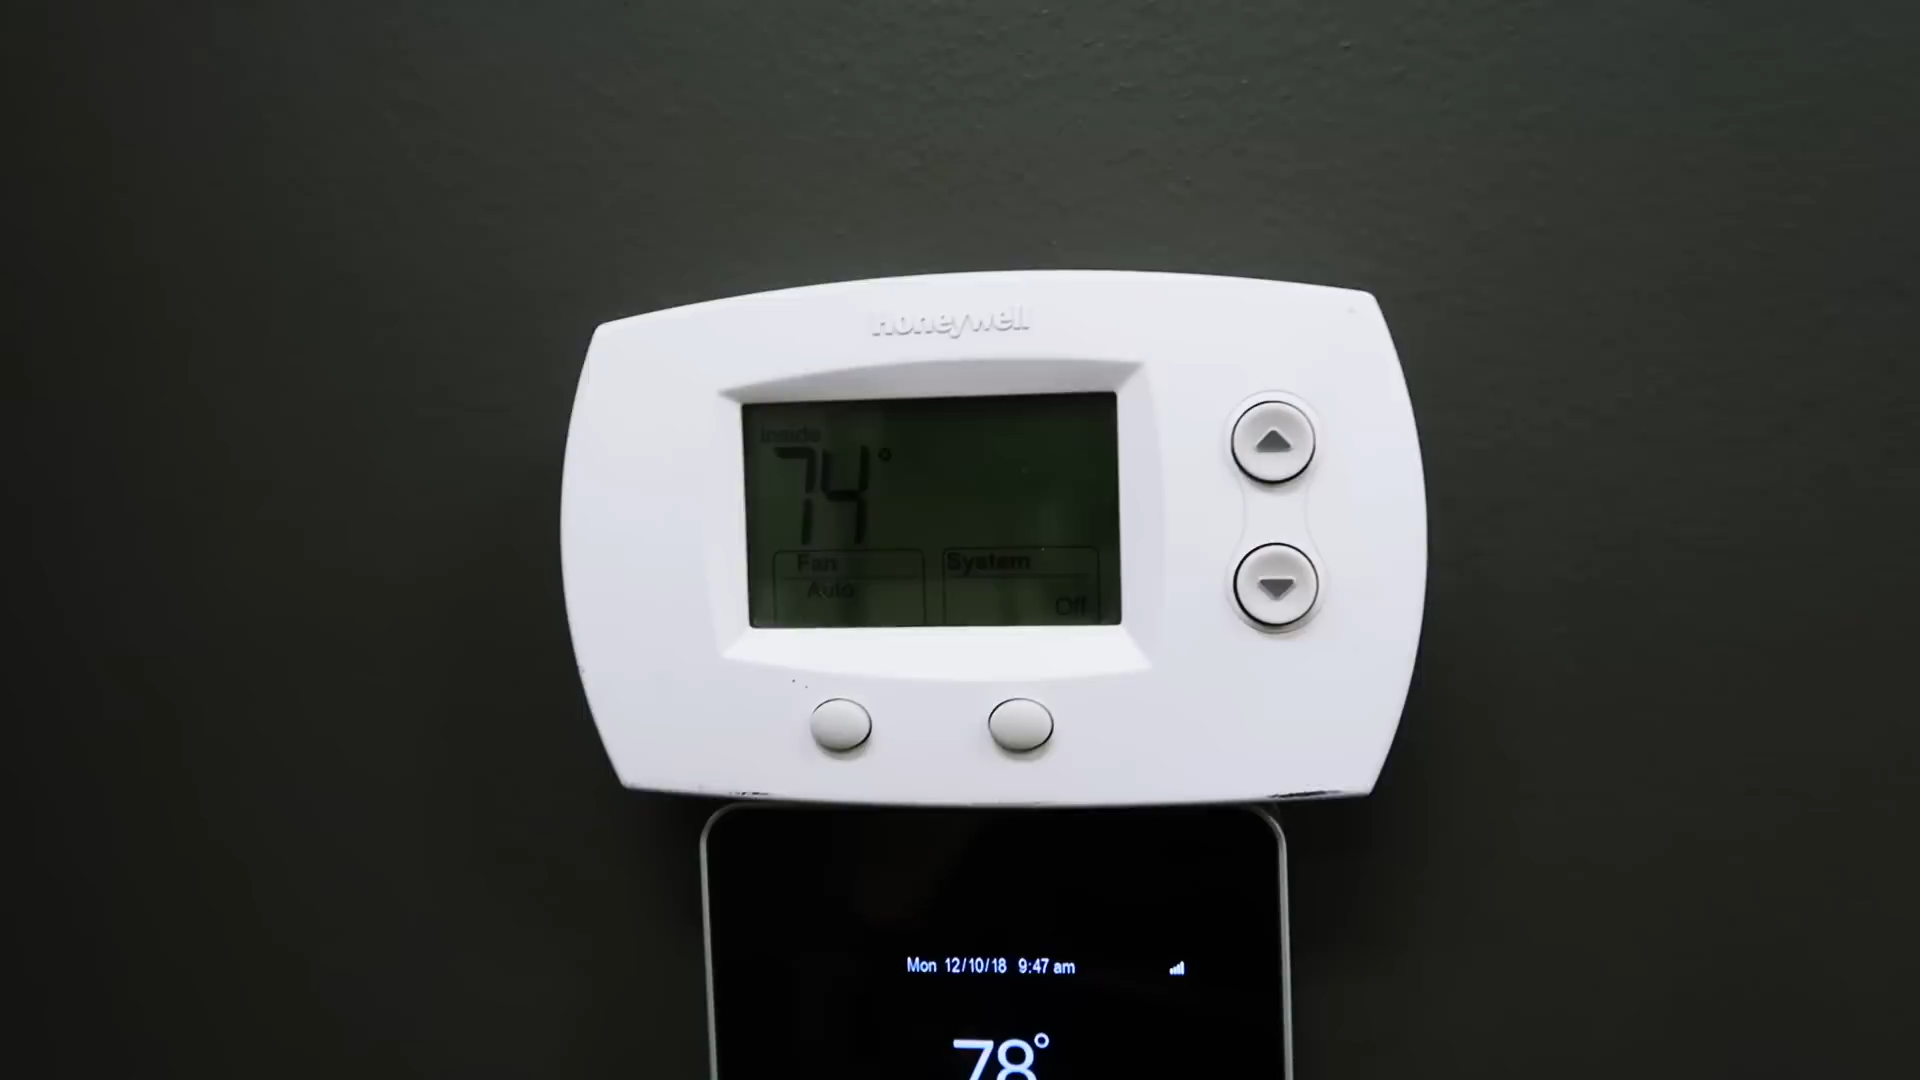 Honeywell
Inside
74°
Fan
Auto
System
Off
Mon 12/10/18 9:47 am
78°